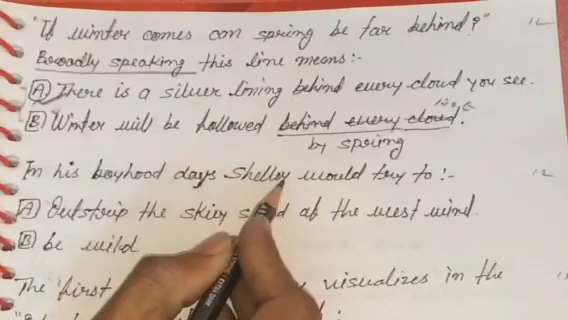 "If winter comes can spring be far behind?"
Broadly speaking this line means:-
A There is a silver lining behind every cloud you see.
B Winter will be hollowed behind every cloud.
by spring
In his boyhood days Shelley would try to :-
A Outstrip the skiey of the west wind.
B be wild
The first visualizes in the